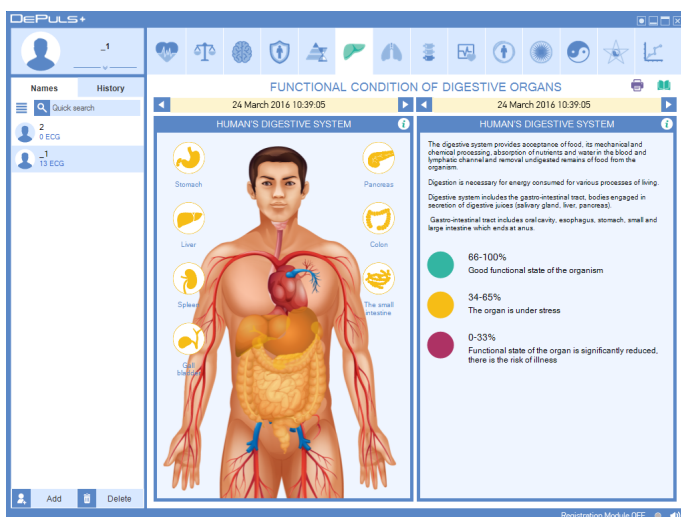 DEPULS+
_1
Names
History
Quick search
2
0 ECG
_1
13 ECG
Add
Delete
FUNCTIONAL CONDITION OF DIGESTIVE ORGANS
24 March 2016 10:39:05
24 March 2016 10:39:05
HUMAN'S DIGESTIVE SYSTEM
Stomach
Pancreas
Liver
Colon
Spleen
The small
intestine
Gall
bladder
HUMAN'S DIGESTIVE SYSTEM
The digestive system provides acceptance of food, its mechanical and
chemical processing, absorption of nutrients and water in the blood and
lymphatic channel and removal undigested remains of food from the
organism.
Digestion is necessary for energy consumed for various processes of living.
Digestive system includes the gastro-intestinal tract, bodies engaged in
secretion of digestive juices (salivary gland, liver, pancreas).
Gastro-intestinal tract includes oral cavity, esophagus, stomach, small and
large intestine which ends at anus.
66-100%
Good functional state of the organism
34-65%
The organ is under stress
0-33%
Functional state of the organ is significantly reduced,
there is the risk of illness
Registration Module OFF